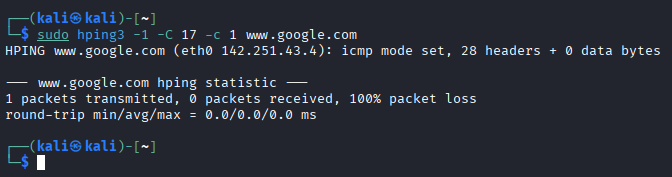 ┌──(kali㉿kali)-[~]
└─$ sudo hping3 -1 -C 17 -c 1 www.google.com
HPING www.google.com (eth0 142.251.43.4): icmp mode set, 28 headers + 0 data bytes
--- www.google.com hping statistic ---
1 packets transmitted, 0 packets received, 100% packet loss
round-trip min/avg/max = 0.0/0.0/0.0 ms
┌──(kali㉿kali)-[~]
└─$